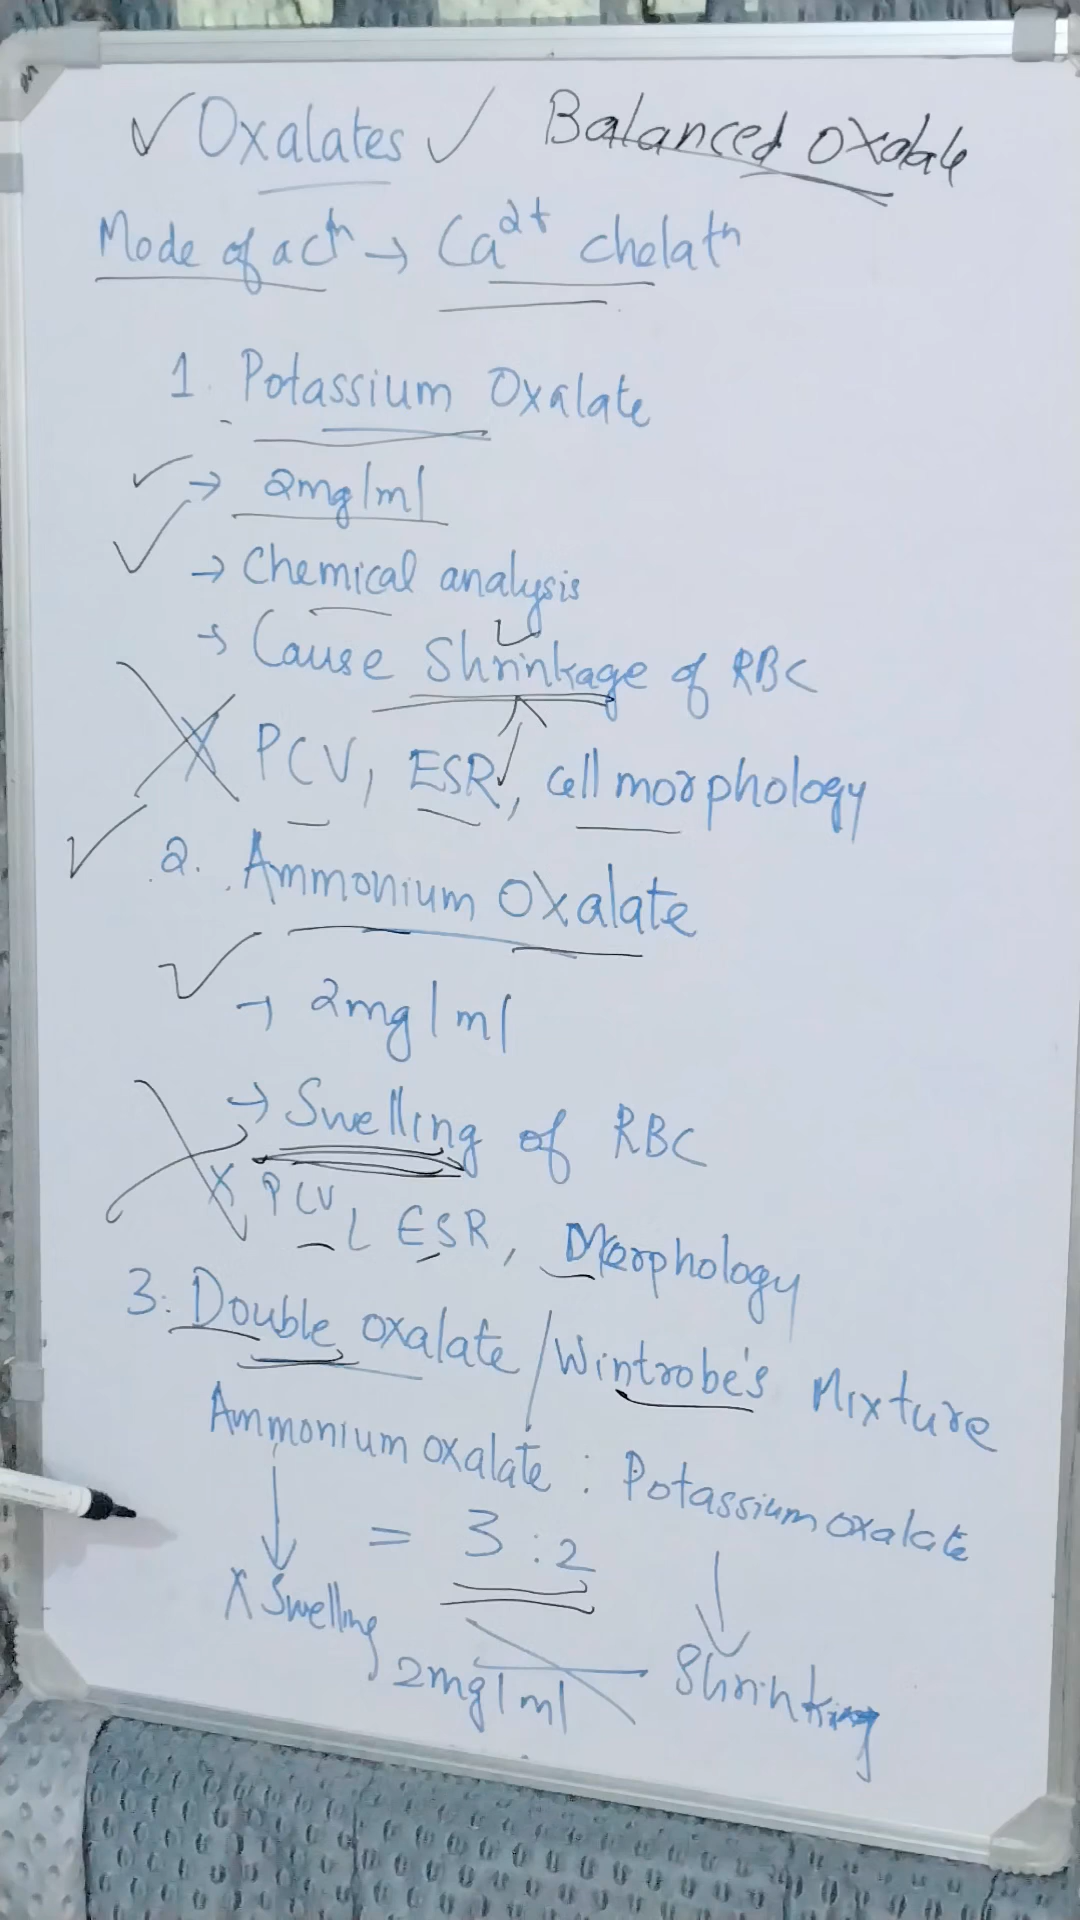 ✓ Oxalates ✓ Balanced oxalate
Mode of actn → Ca2+ chelatn
1. Potassium Oxalate
→ 2mg/ml
→ Chemical analysis
→ Cause Shrinkage of RBC
X PCV, ESR, Cell morphology
2. Ammonium Oxalate
→ 2mg/ml
→ Swelling of RBC
X PCV, ESR, Morphology
3. Double oxalate / Wintrobe's Mixture
Ammonium oxalate : Potassium oxalate
= 3:2
X Swelling
Shrinking
2mg/ml